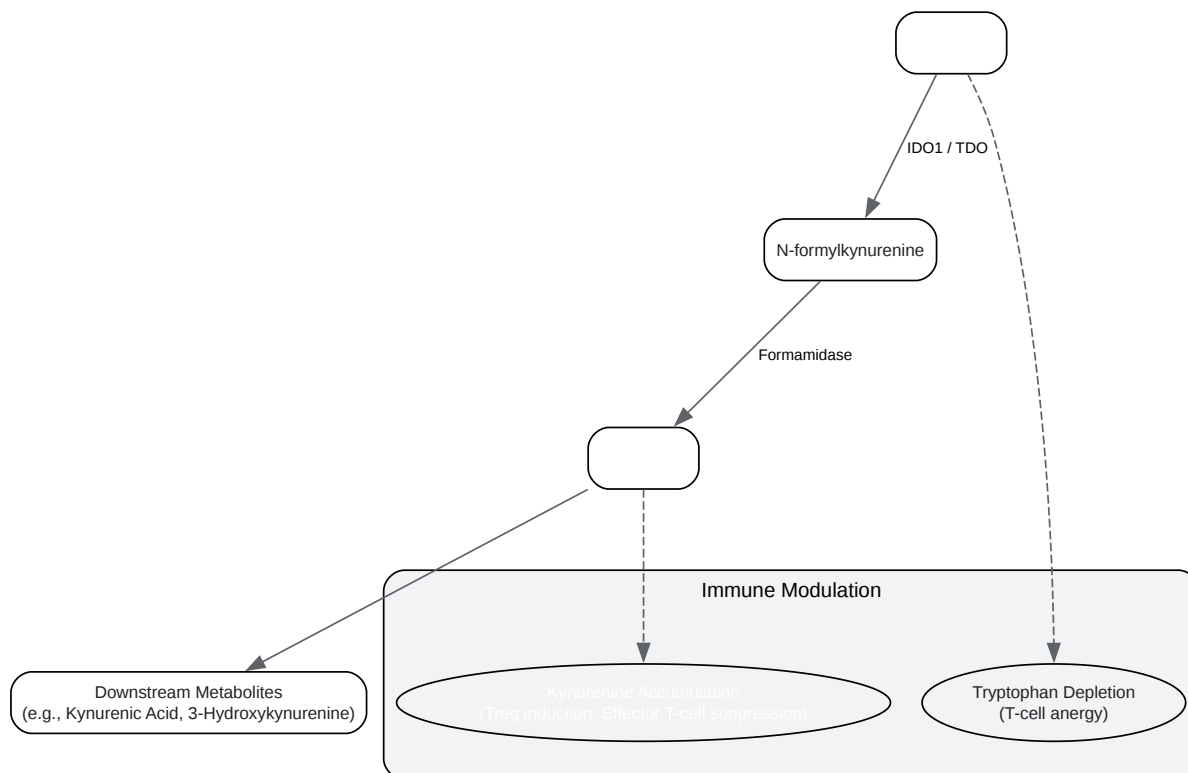 IDO1 / TDO
N-formylkynurenine
Formamidase
Immune Modulation
Downstream Metabolites
(e.g., Kynurenic Acid, 3-Hydroxykynurenine)
Kynurenine Accumulation
(Treg induction, Effector T-cell suppression)
Tryptophan Depletion
(T-cell anergy)